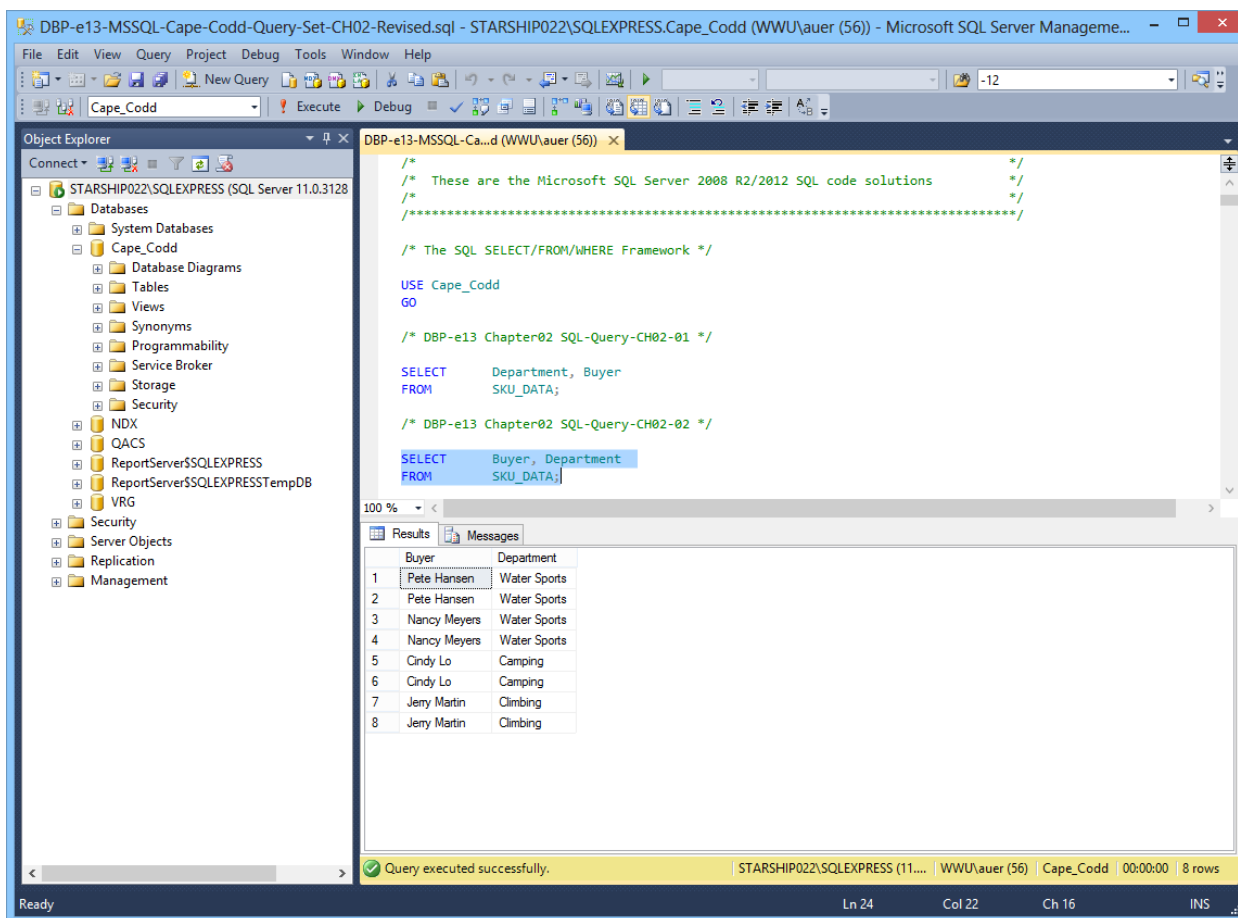 DBP-e13-MSSQL-Cape-Codd-Query-Set-CH02-Revised.sql - STARSHIP022\SQLEXPRESS.Cape_Codd (WWU\auer (56)) - Microsoft SQL Server Manageme...
File Edit View Query Project Debug Tools Window Help
New Query -12
Cape_Codd Execute Debug
Object Explorer
Connect
STARSHIP022\SQLEXPRESS (SQL Server 11.0.3128
Databases
System Databases
Cape_Codd
Database Diagrams
Tables
Views
Synonyms
Programmability
Service Broker
Storage
Security
NDX
QACS
ReportServer$SQLEXPRESS
ReportServer$SQLEXPRESSTempDB
VRG
Security
Server Objects
Replication
Management
DBP-e13-MSSQL-Ca...d (WWU\auer (56))
/* */
/* These are the Microsoft SQL Server 2008 R2/2012 SQL code solutions */
/* */
/********************************************************************************/
/* The SQL SELECT/FROM/WHERE Framework */
USE Cape_Codd
GO
/* DBP-e13 Chapter02 SQL-Query-CH02-01 */
SELECT Department, Buyer
FROM SKU_DATA;
/* DBP-e13 Chapter02 SQL-Query-CH02-02 */
SELECT Buyer, Department
FROM SKU_DATA;
100 %
Results Messages
Buyer Department
1 Pete Hansen Water Sports
2 Pete Hansen Water Sports
3 Nancy Meyers Water Sports
4 Nancy Meyers Water Sports
5 Cindy Lo Camping
6 Cindy Lo Camping
7 Jerry Martin Climbing
8 Jerry Martin Climbing
Query executed successfully. STARSHIP022\SQLEXPRESS (11.... WWU\auer (56) Cape_Codd 00:00:00 8 rows
Ready Ln 24 Col 22 Ch 16 INS